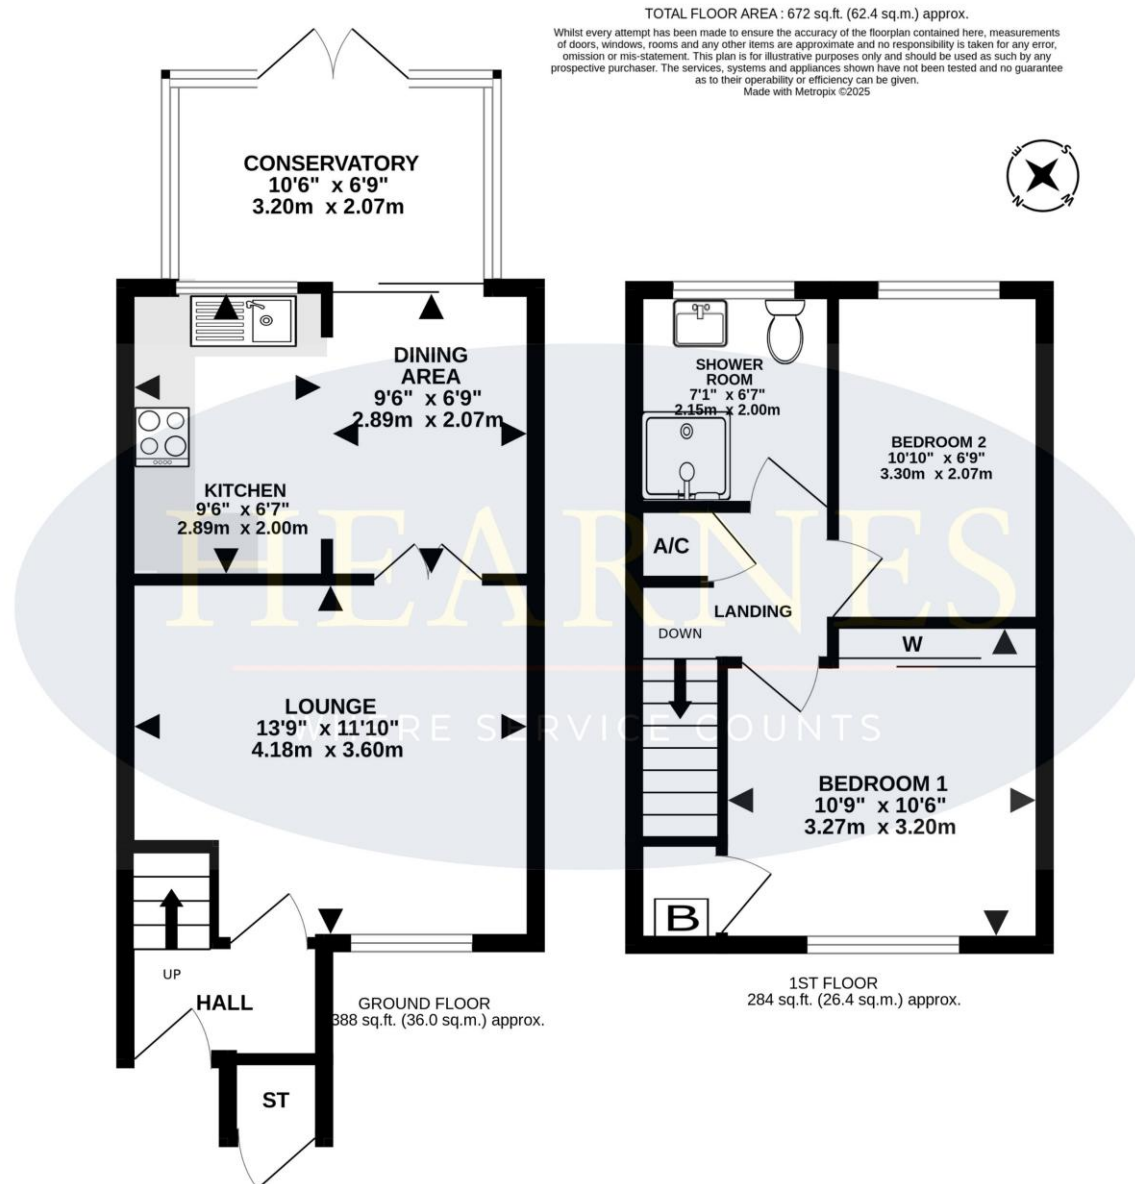 TOTAL FLOOR AREA : 672 sq.ft. (62.4 sq.m.) approx.
Whilst every attempt has been made to ensure the accuracy of the floorplan contained here, measurements
of doors, windows, rooms and any other items are approximate and no responsibility is taken for any error,
omission or mis-statement. This plan is for illustrative purposes only and should be used as such by any
prospective purchaser. The services, systems and appliances shown have not been tested and no guarantee
as to their operability or efficiency can be given.
Made with Metropix ©2025
CONSERVATORY
10'6" x 6'9"
3.20m x 2.07m
E
S
N
W
DINING
AREA
9'6" x 6'9"
2.89m x 2.07m
KITCHEN
9'6" x 6'7"
2.89m x 2.00m
LOUNGE
13'9" x 11'10"
4.18m x 3.60m
UP
HALL
ST
GROUND FLOOR
388 sq.ft. (36.0 sq.m.) approx.
SHOWER
ROOM
7'1" x 6'7"
2.15m x 2.00m
BEDROOM 2
10'10" x 6'9"
3.30m x 2.07m
A/C
LANDING
DOWN
W
BEDROOM 1
10'9" x 10'6"
3.27m x 3.20m
B
1ST FLOOR
284 sq.ft. (26.4 sq.m.) approx.
HEARNES
WHERE SERVICE COUNTS